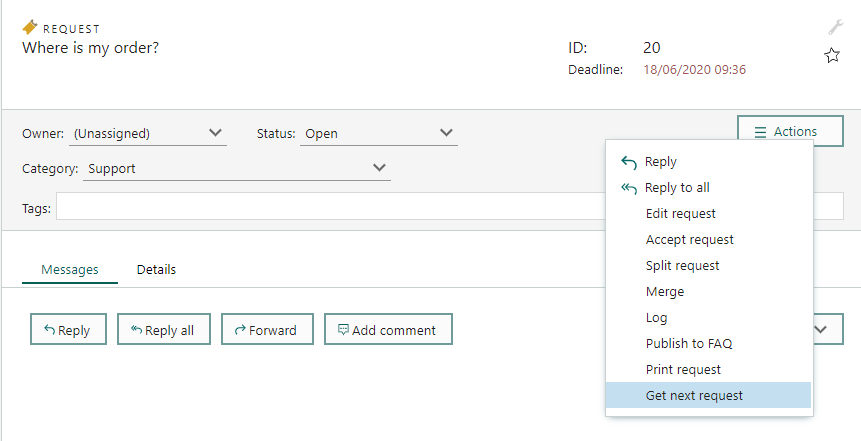 REQUEST
Where is my order?
ID: 20
Deadline: 18/06/2020 09:36
Owner: (Unassigned) Status: Open
Actions
Category: Support
Tags:
Reply
Reply to all
Edit request
Accept request
Split request
Merge
Log
Publish to FAQ
Print request
Get next request
Messages Details
Reply Reply all Forward Add comment